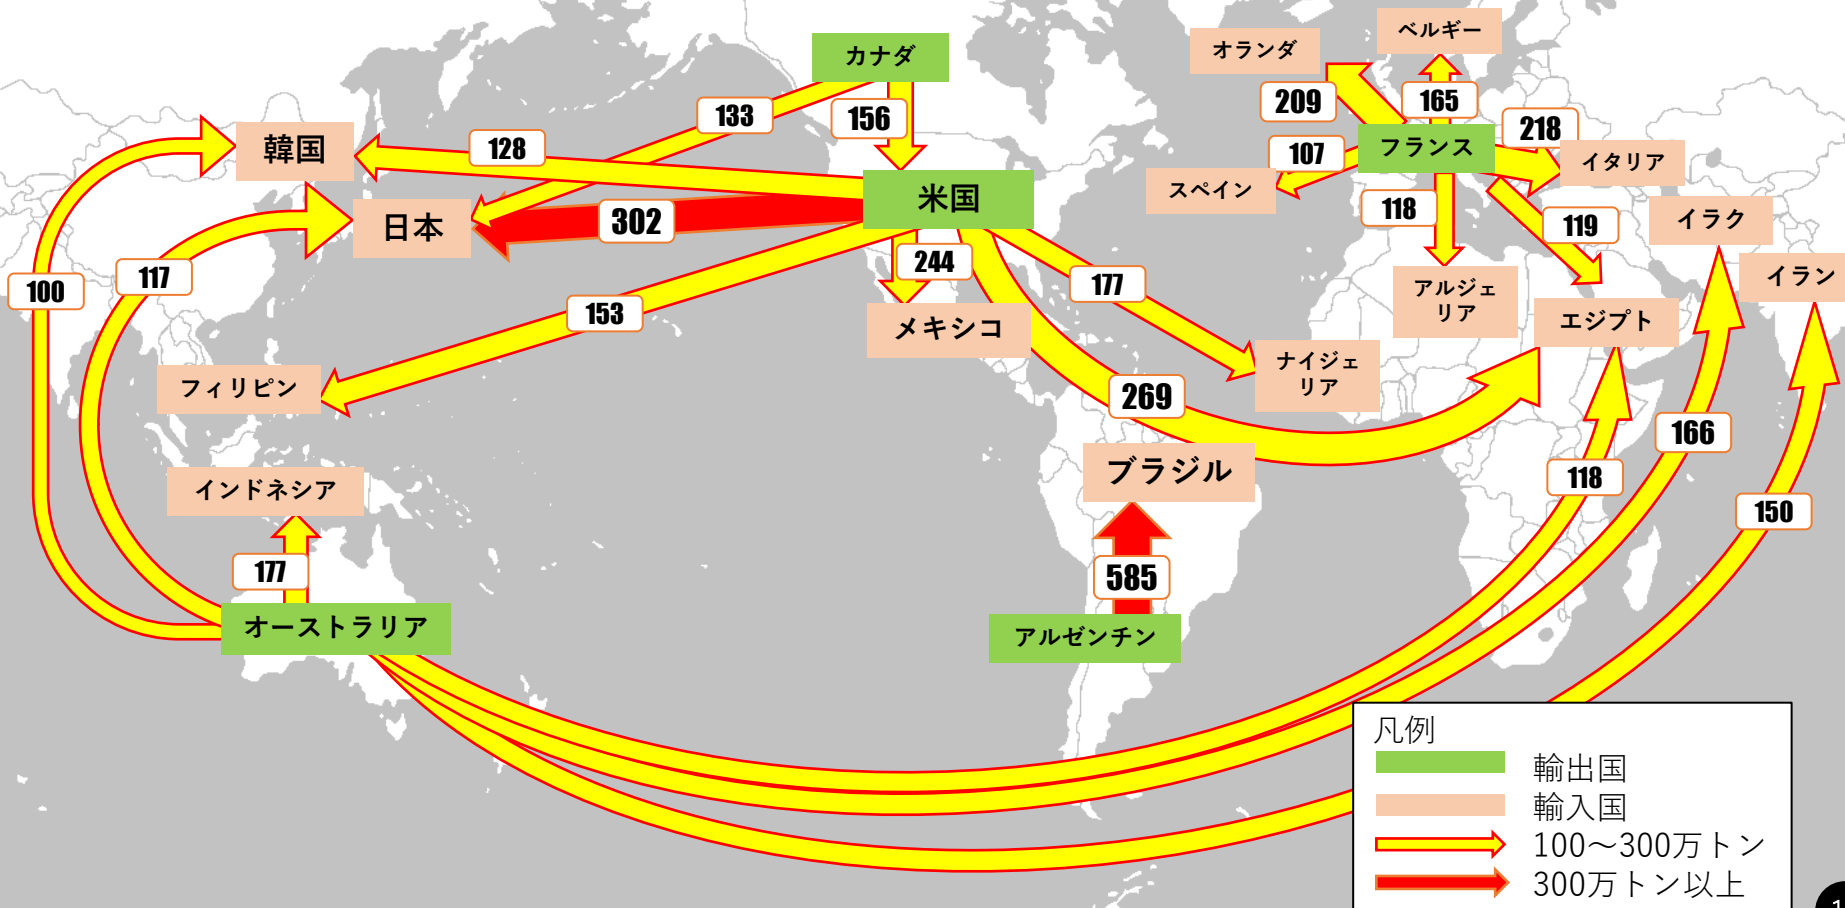 カナダ
オランダ
ベルギー
133
156
209
165
218
韓国
128
107
フランス
イタリア
スペイン
米国
日本
302
118
119
イラク
100
117
244
177
イラン
153
メキシコ
アルジェ
リア
エジプト
フィリピン
ナイジェ
リア
269
166
ブラジル
118
インドネシア
150
177
585
オーストラリア
アルゼンチン
凡例
輸出国
輸入国
100～300万トン
300万トン以上